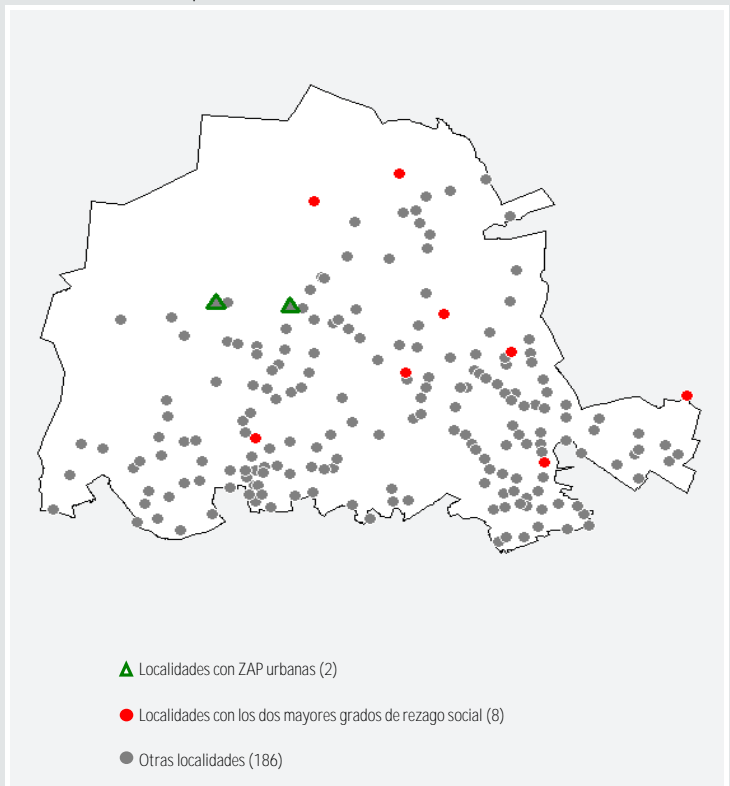 Localidades con ZAP urbanas (2)
Localidades con los dos mayores grados de rezago social (8)
Otras localidades (186)